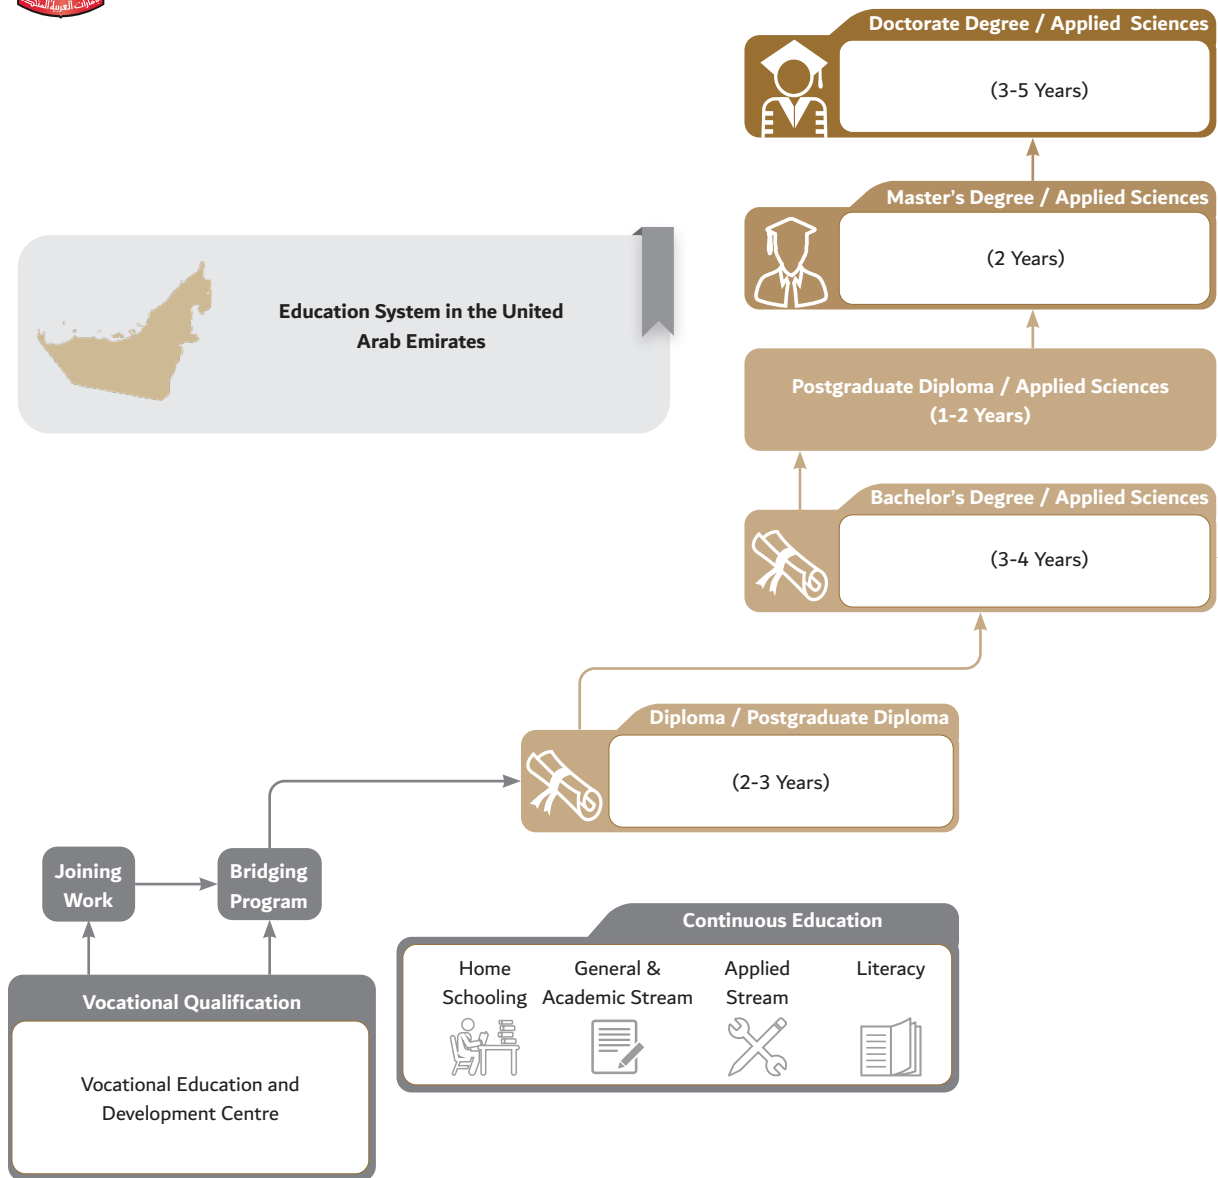 الإمارات العربية المتحدة
Doctorate Degree / Applied Sciences
(3-5 Years)
Master's Degree / Applied Sciences
(2 Years)
Education System in the United
Arab Emirates
Postgraduate Diploma / Applied Sciences
(1-2 Years)
Bachelor's Degree / Applied Sciences
(3-4 Years)
Diploma / Postgraduate Diploma
(2-3 Years)
Joining
Work
Bridging
Program
Continuous Education
Home
Schooling
General &
Academic Stream
Applied
Stream
Literacy
Vocational Qualification
Vocational Education and
Development Centre